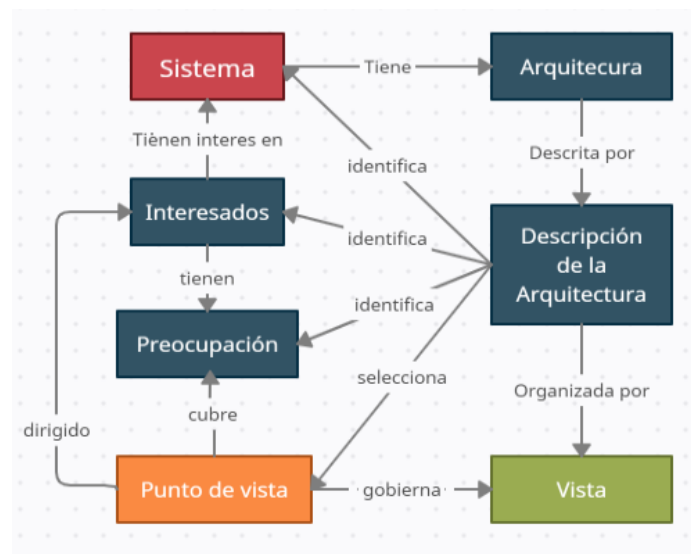 Sistema
Tiene
Arquitecura
Tiènen interes en
identifica
Descrita por
Interesados
identifica
Descripción
de la
Arquitectura
tienen
identifica
Preocupación
selecciona
Organizada por
cubre
dirigido
Punto de vista
gobierna
Vista